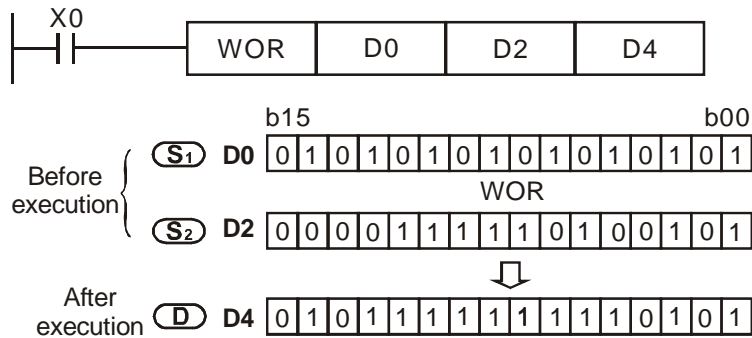 X0
WOR D0 D2 D4
b15 b00
S1 D0 0 1 0 1 0 1 0 1 0 1 0 1 0 1 0 1
Before
execution
WOR
S2 D2 0 0 0 0 1 1 1 1 1 0 1 0 0 1 0 1
After
execution
D D4 0 1 0 1 1 1 1 1 1 1 1 1 0 1 0 1